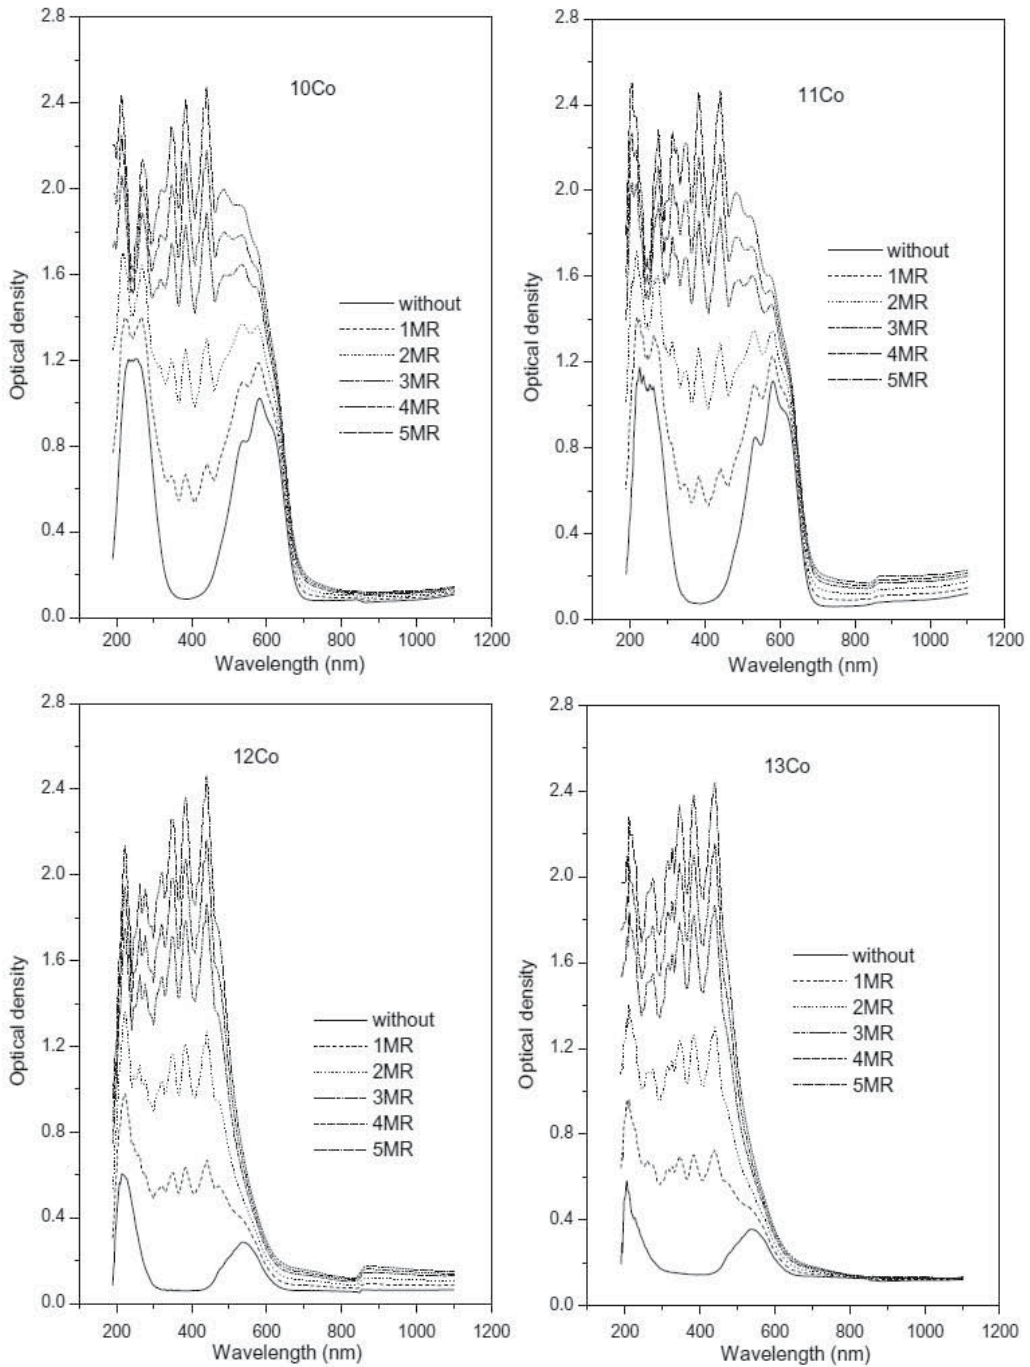 2.8
2.4
2.0
1.6
1.2
0.8
0.4
0.0
Optical density
10Co
without
1MR
2MR
3MR
4MR
5MR
200 400 600 800 1000 1200
Wavelength (nm)
2.8
2.4
2.0
1.6
1.2
0.8
0.4
0.0
Optical density
11Co
without
1MR
2MR
3MR
4MR
5MR
200 400 600 800 1000 1200
Wavelength (nm)
2.8
2.4
2.0
1.6
1.2
0.8
0.4
0.0
Optical density
12Co
without
1MR
2MR
3MR
4MR
5MR
200 400 600 800 1000 1200
Wavelength (nm)
2.8
2.4
2.0
1.6
1.2
0.8
0.4
0.0
Optical density
13Co
without
1MR
2MR
3MR
4MR
5MR
200 400 600 800 1000 1200
Wavelength (nm)